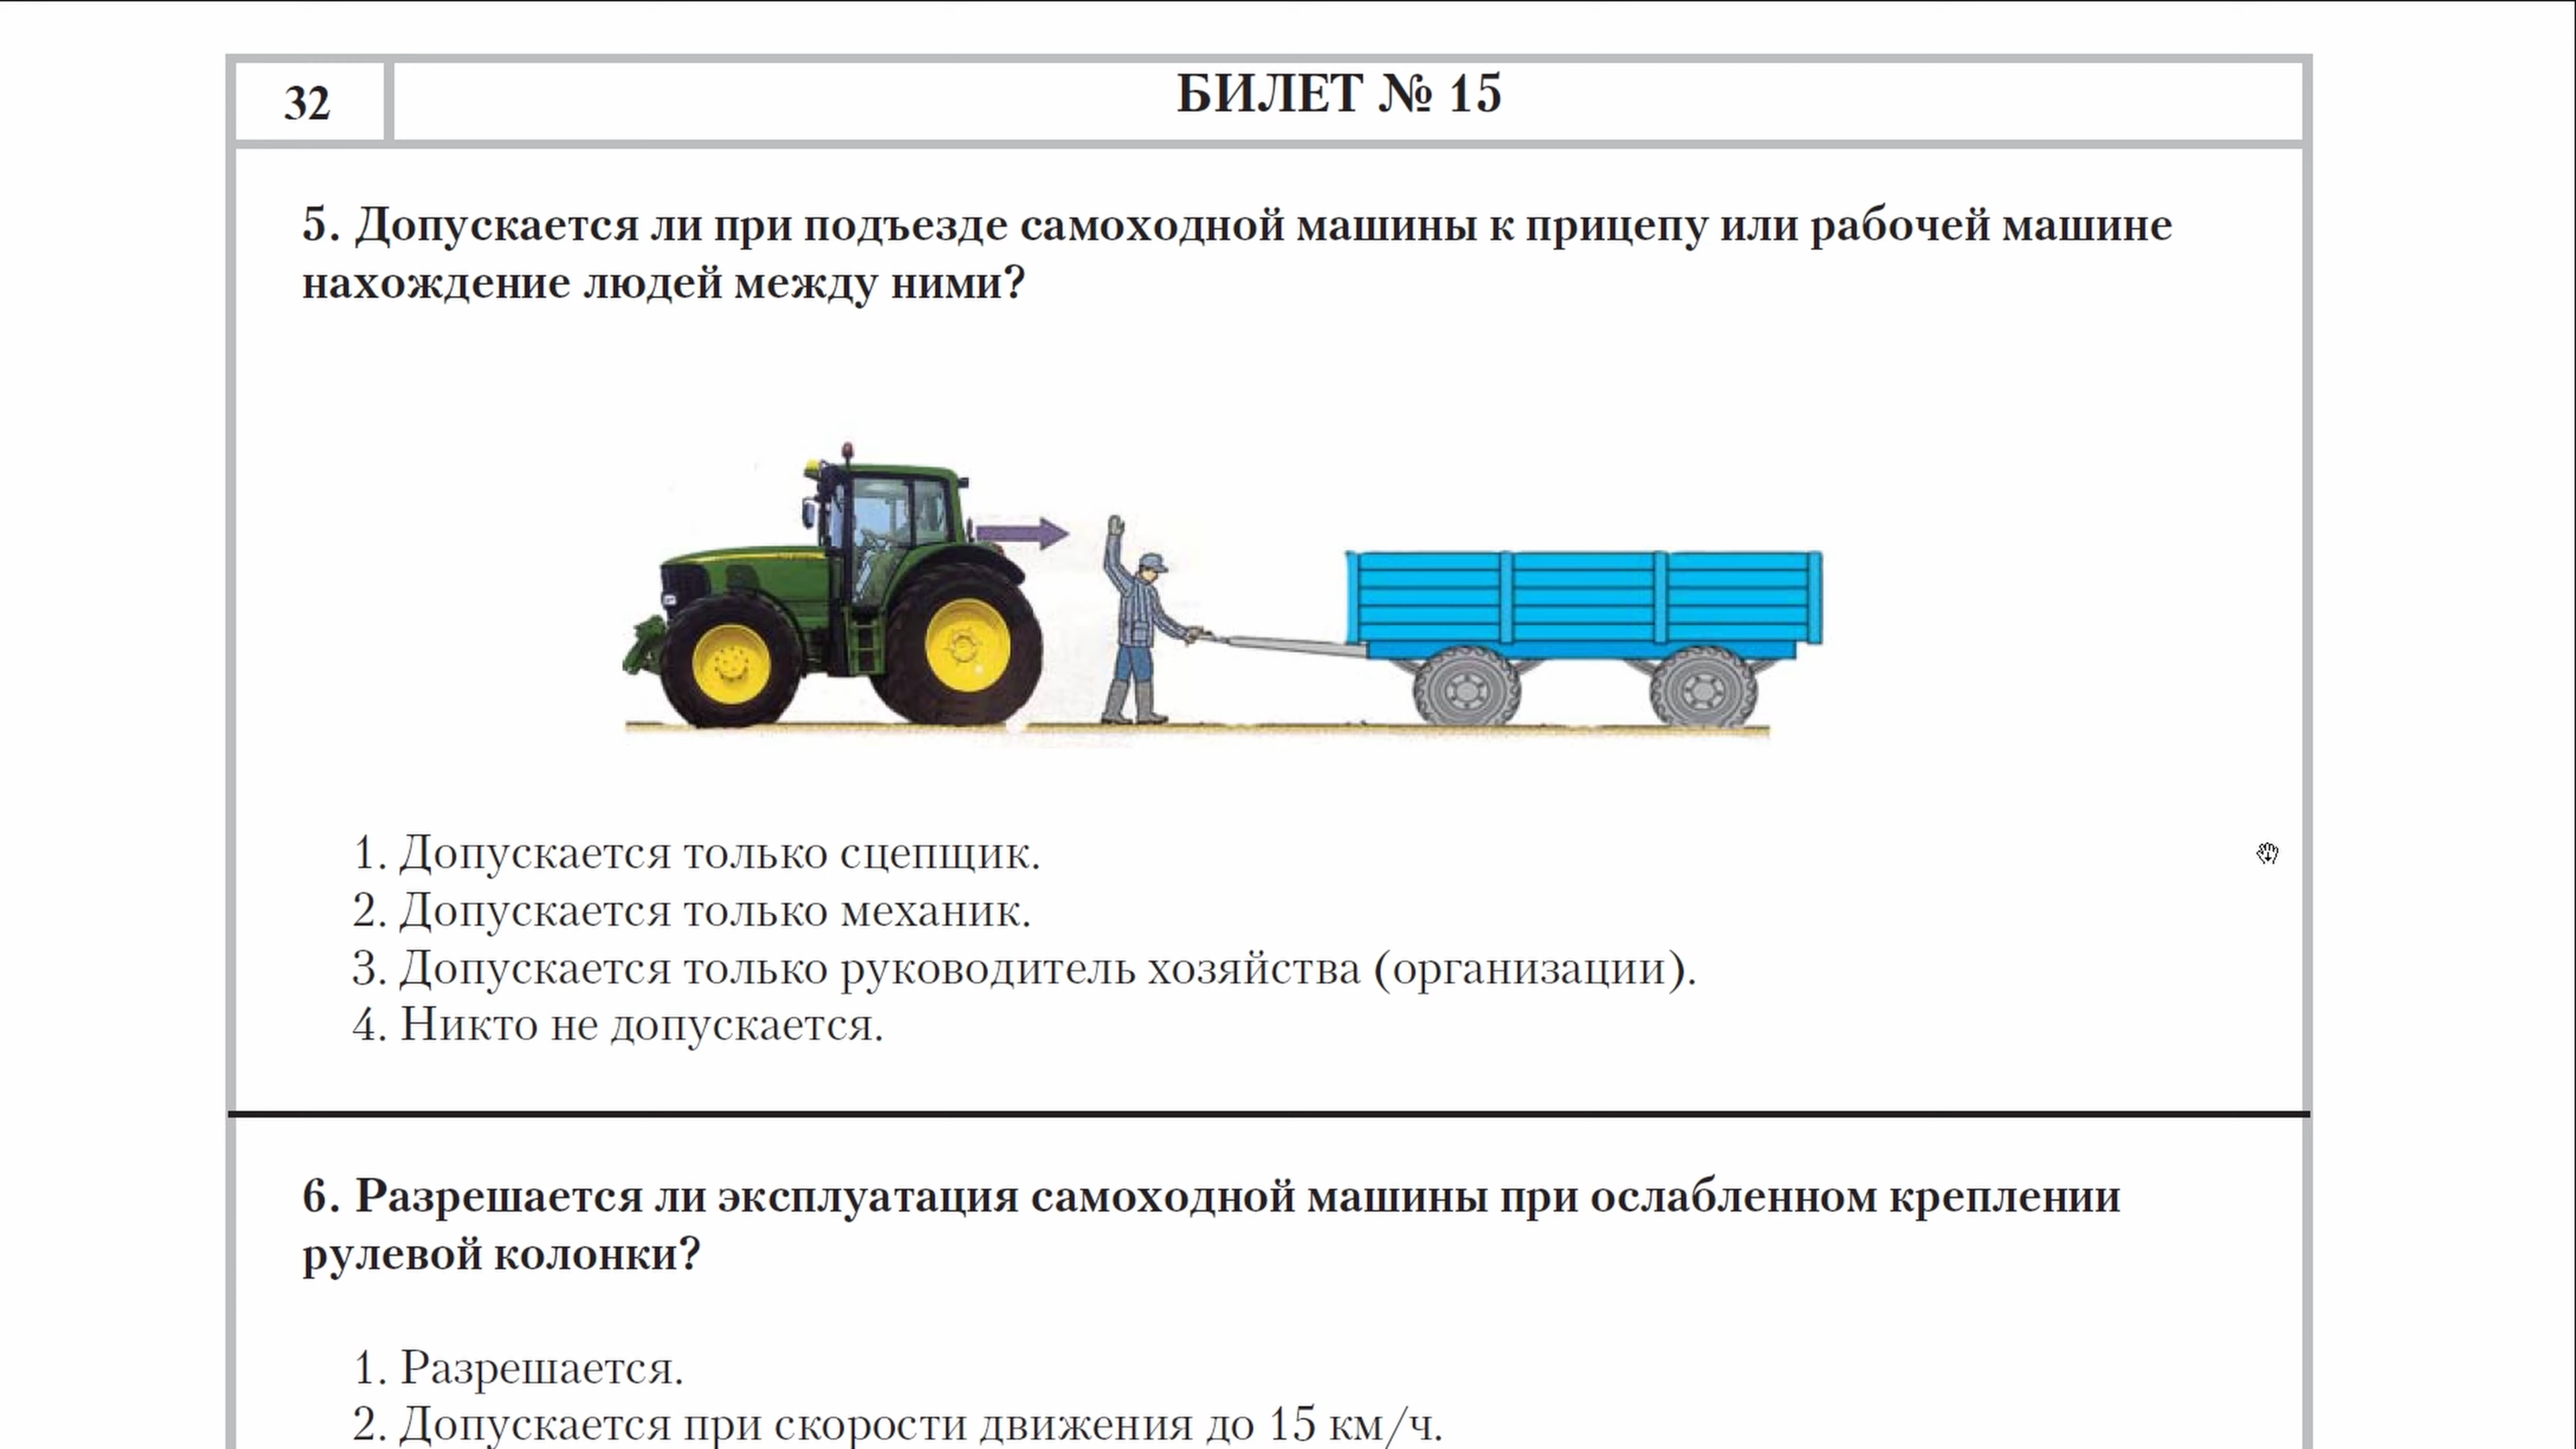 32
БИЛЕТ № 15
5. Допускается ли при подъезде самоходной машины к прицепу или рабочей машине
нахождение людей между ними?
1. Допускается только сцепщик.
2. Допускается только механик.
3. Допускается только руководитель хозяйства (организации).
4. Никто не допускается.
6. Разрешается ли эксплуатация самоходной машины при ослабленном креплении
рулевой колонки?
1. Разрешается.
2. Допускается при скорости движения до 15 км/ч.